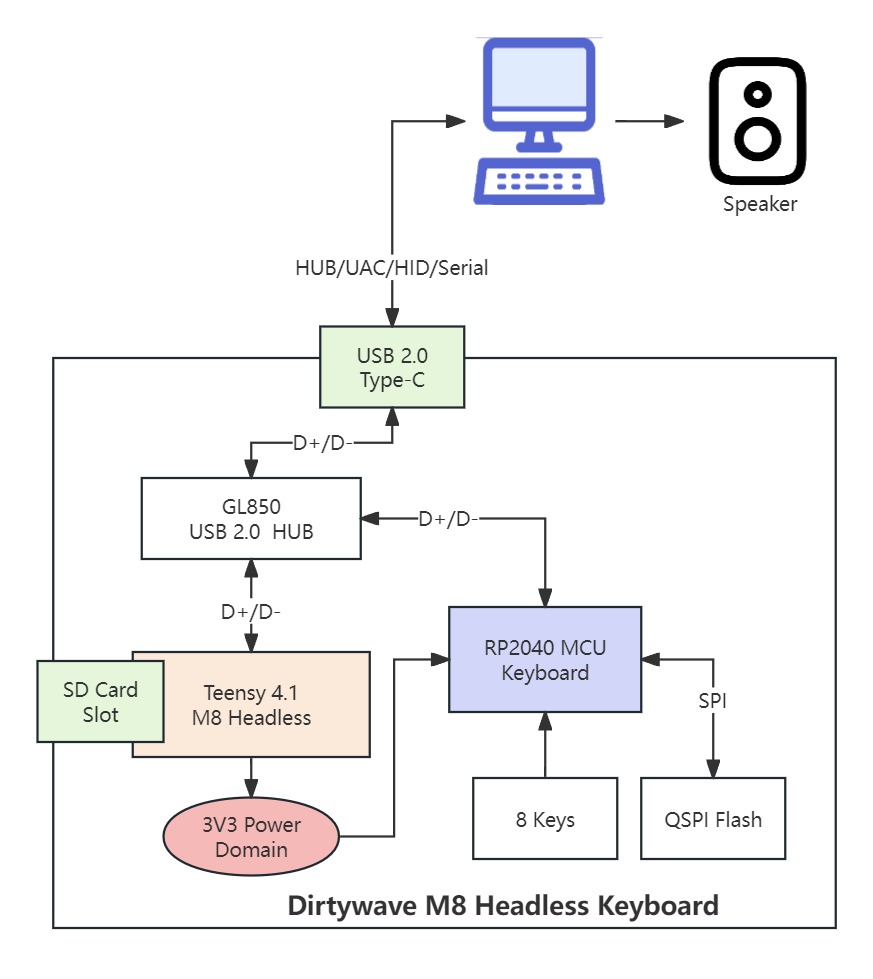 Speaker
HUB/UAC/HID/Serial
USB 2.0
Type-C
D+/D-
GL850
USB 2.0  HUB
D+/D-
D+/D-
RP2040 MCU
Keyboard
SD Card
Slot
Teensy 4.1
M8 Headless
SPI
3V3 Power
Domain
8 Keys
QSPI Flash
Dirtywave M8 Headless Keyboard